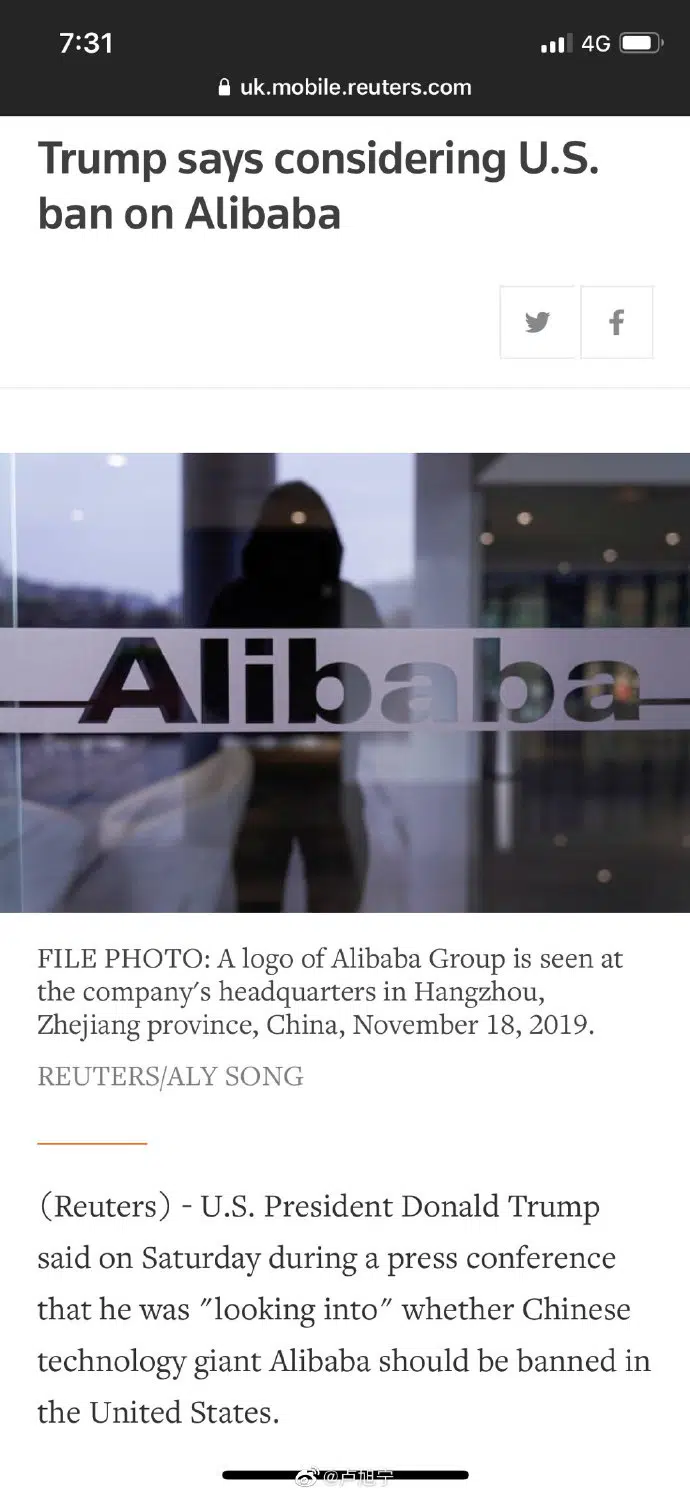 7:31
4G
uk.mobile.reuters.com
Trump says considering U.S.
ban on Alibaba
Alibaba
FILE PHOTO: A logo of Alibaba Group is seen at
the company's headquarters in Hangzhou,
Zhejiang province, China, November 18, 2019.
REUTERS/ALY SONG
(Reuters) - U.S. President Donald Trump
said on Saturday during a press conference
that he was "looking into" whether Chinese
technology giant Alibaba should be banned in
the United States.
@卢旭宁